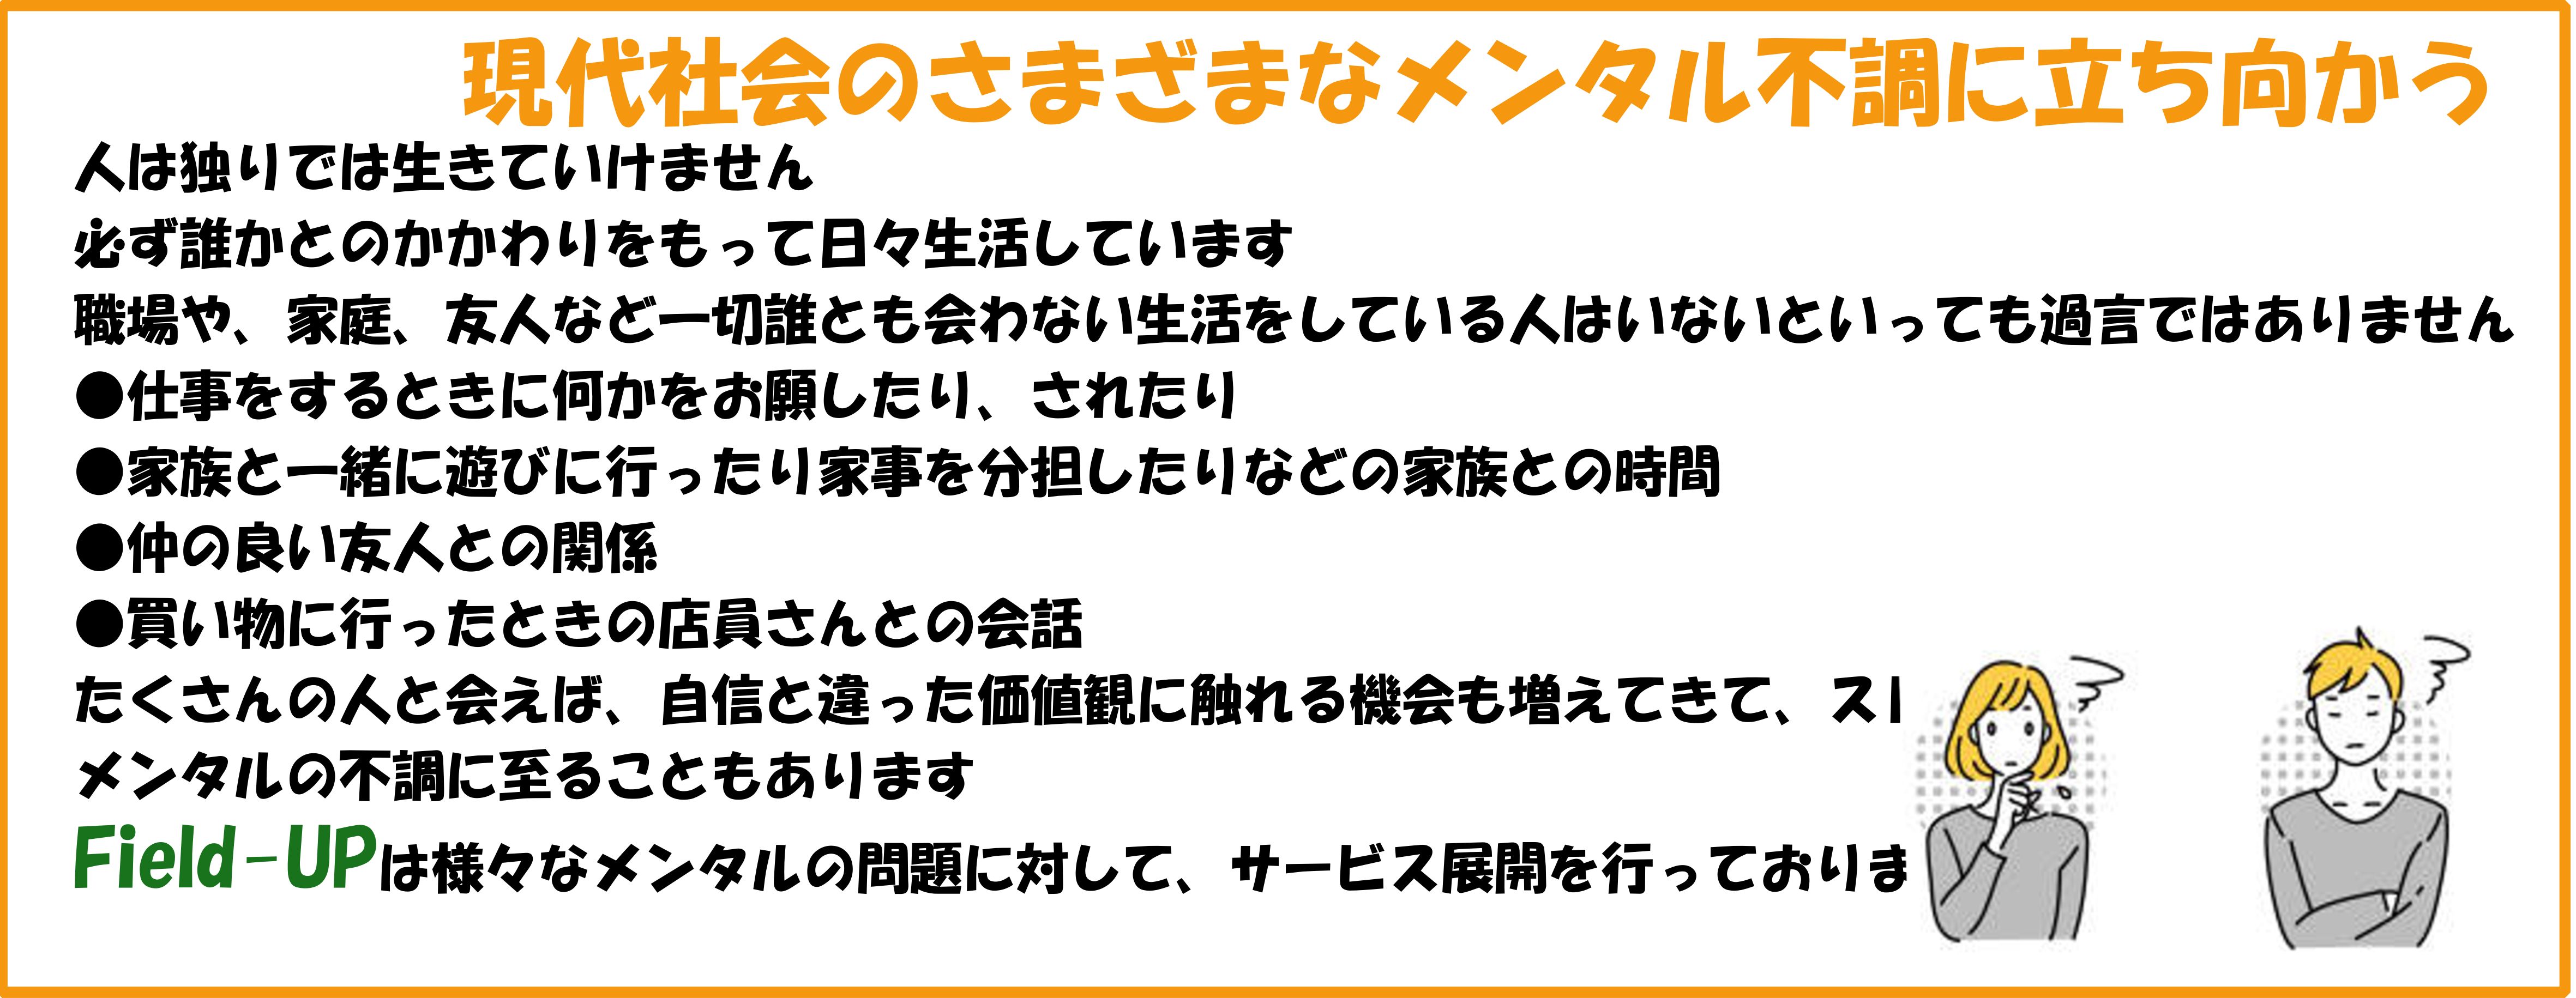 現代社会のさまざまなメンタル不調に立ち向かう
人は独りでは生きていけません
必ず誰かとのかかわりをもって日々生活しています
職場や、家庭、友人など一切誰とも会わない生活をしている人はいないといっても過言ではありません
●仕事をするときに何かをお願したり、されたり
●家族と一緒に遊びに行ったり家事を分担したりなどの家族との時間
●仲の良い友人との関係
●買い物に行ったときの店員さんとの会話
たくさんの人と会えば、自信と違った価値観に触れる機会も増えてきて、ス
メンタルの不調に至ることもあります
Field-UPは様々なメンタルの問題に対して、サービス展開を行っておりま